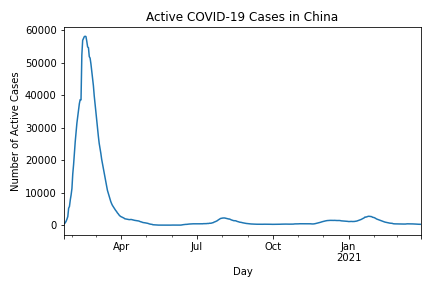 Active COVID-19 Cases in China
Number of Active Cases
60000
50000
40000
30000
20000
10000
0
Apr
Jul
Oct
Jan
2021
Day